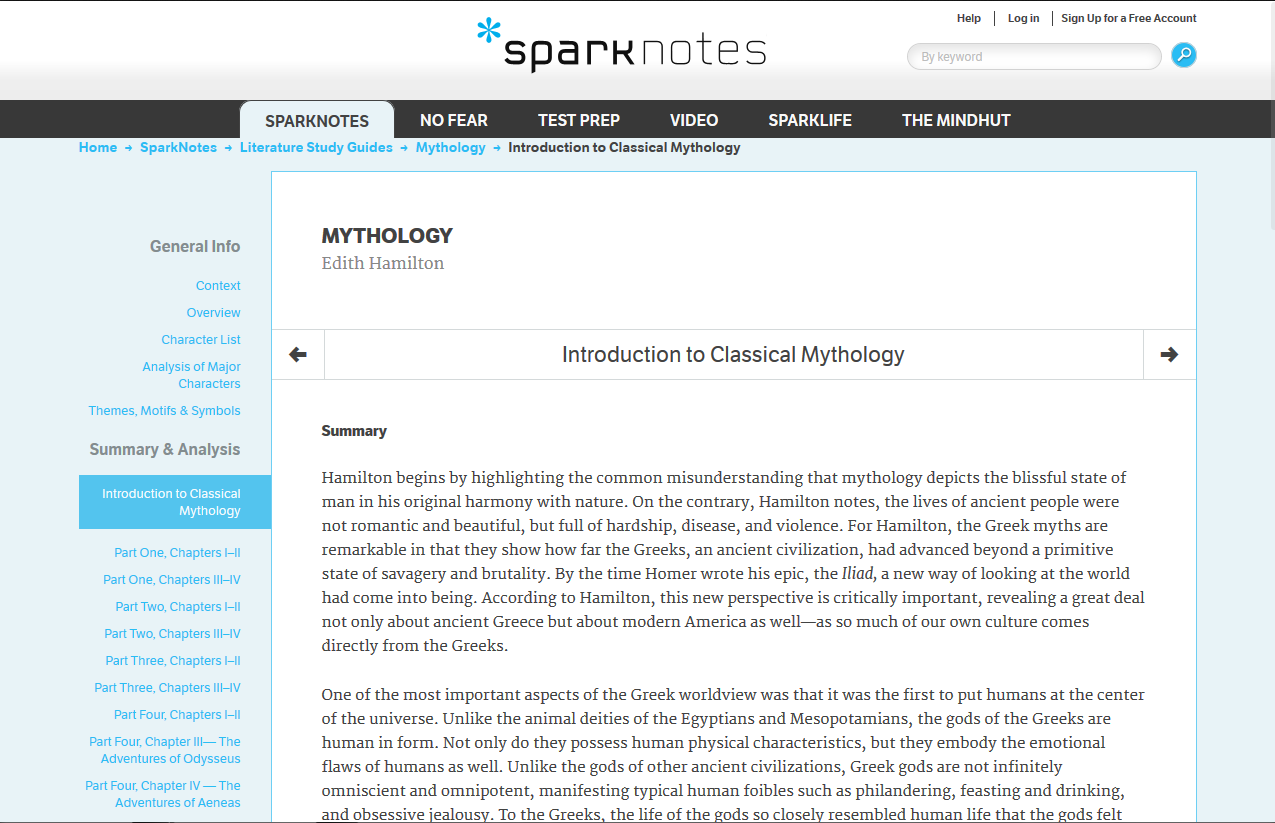 Help | Log in | Sign Up for a Free Account
sparknotes
By keyword
SPARKNOTES NO FEAR TEST PREP VIDEO SPARKLIFE THE MINDHUT
Home → SparkNotes → Literature Study Guides → Mythology → Introduction to Classical Mythology
General Info
Context
Overview
Character List
Analysis of Major
Characters
Themes, Motifs & Symbols
Summary & Analysis
Introduction to Classical
Mythology
Part One, Chapters I–II
Part One, Chapters III–IV
Part Two, Chapters I–II
Part Two, Chapters III–IV
Part Three, Chapters I–II
Part Three, Chapters III–IV
Part Four, Chapters I–II
Part Four, Chapter III— The
Adventures of Odysseus
Part Four, Chapter IV — The
Adventures of Aeneas
MYTHOLOGY
Edith Hamilton
Introduction to Classical Mythology
Summary
Hamilton begins by highlighting the common misunderstanding that mythology depicts the blissful state of
man in his original harmony with nature. On the contrary, Hamilton notes, the lives of ancient people were
not romantic and beautiful, but full of hardship, disease, and violence. For Hamilton, the Greek myths are
remarkable in that they show how far the Greeks, an ancient civilization, had advanced beyond a primitive
state of savagery and brutality. By the time Homer wrote his epic, the Iliad, a new way of looking at the world
had come into being. According to Hamilton, this new perspective is critically important, revealing a great deal
not only about ancient Greece but about modern America as well—as so much of our own culture comes
directly from the Greeks.
One of the most important aspects of the Greek worldview was that it was the first to put humans at the center
of the universe. Unlike the animal deities of the Egyptians and Mesopotamians, the gods of the Greeks are
human in form. Not only do they possess human physical characteristics, but they embody the emotional
flaws of humans as well. Unlike the gods of other ancient civilizations, Greek gods are not infinitely
omniscient and omnipotent, manifesting typical human foibles such as philandering, feasting and drinking,
and obsessive jealousy. To the Greeks, the life of the gods so closely resembled human life that the gods felt